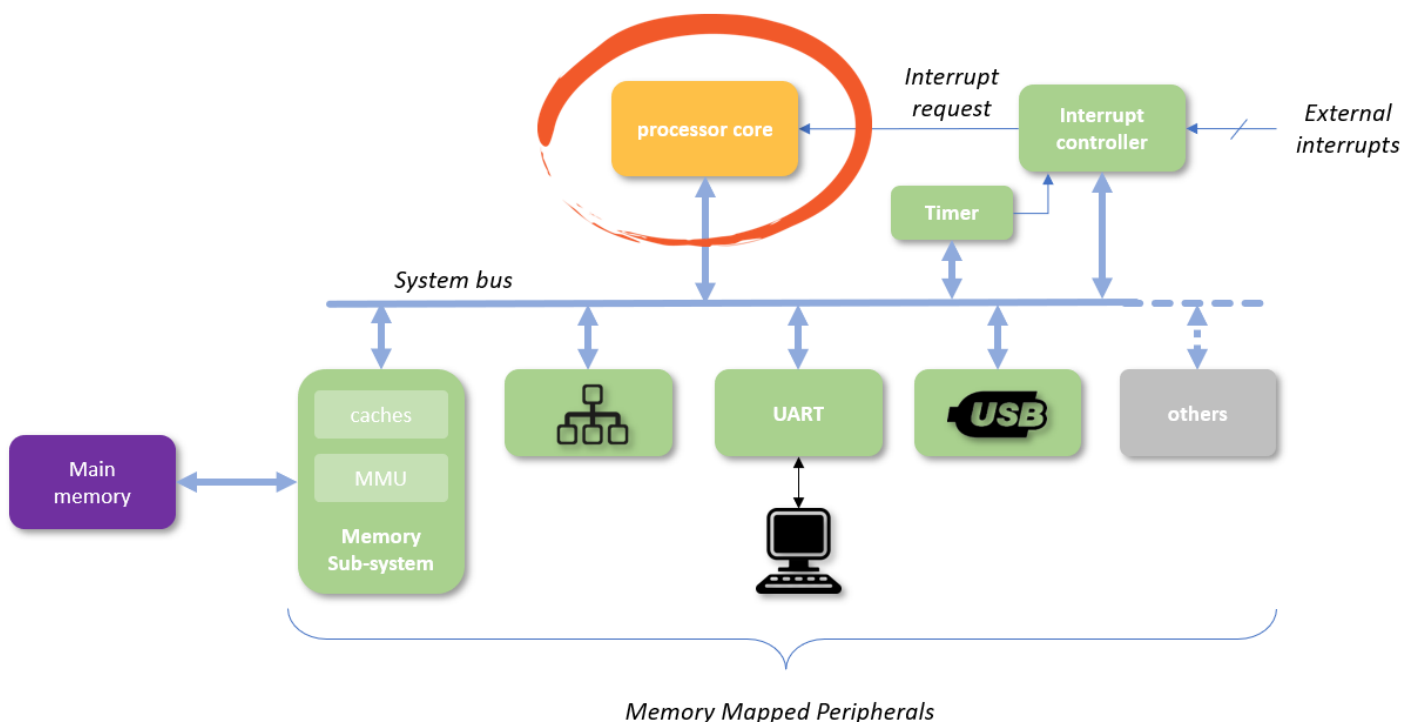 processor core
Interrupt
request
Interrupt
controller
External
interrupts
Timer
System bus
caches
MMU
Memory
Sub-system
UART
USB
others
Main
memory
Memory Mapped Peripherals